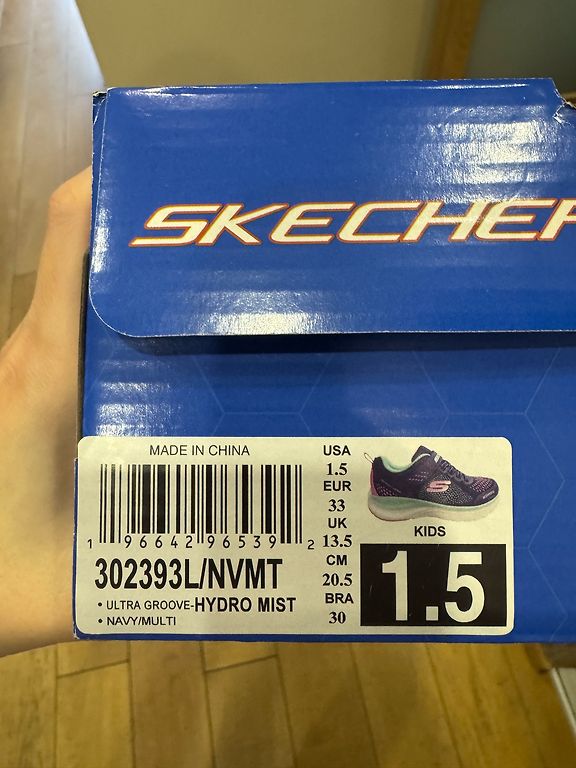 SKECHER
MADE IN CHINA
1 96642 96539 2
302393L/NVMT
• ULTRA GROOVE-HYDRO MIST
• NAVY/MULTI
USA
1.5
EUR
33
UK
13.5
CM
20.5
BRA
30
S
KIDS
1.5